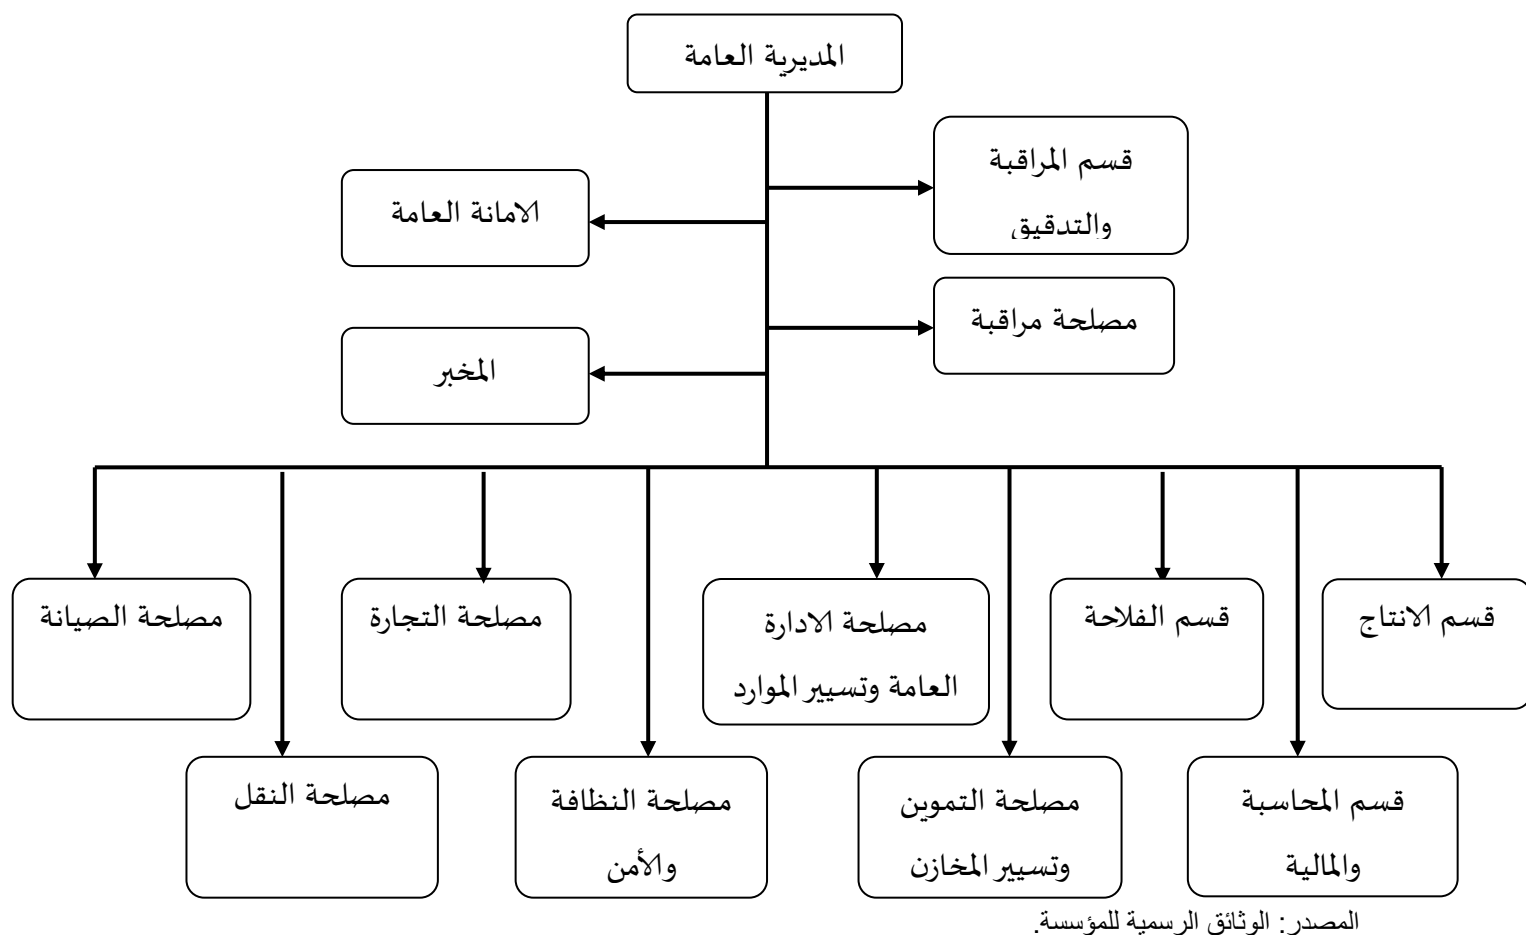 المديرية العامة
قسم المراقبة
والتدقيق
الامانة العامة
مصلحة مراقبة
المخبر
قسم الانتاج
قسم الفلاحة
مصلحة الادارة
العامة وتسيير الموارد
مصلحة التجارة
مصلحة الصيانة
قسم المحاسبة
والمالية
مصلحة التموين
وتسيير المخازن
مصلحة النظافة
والأمن
مصلحة النقل
المصدر: الوثائق الرسمية للمؤسسة.